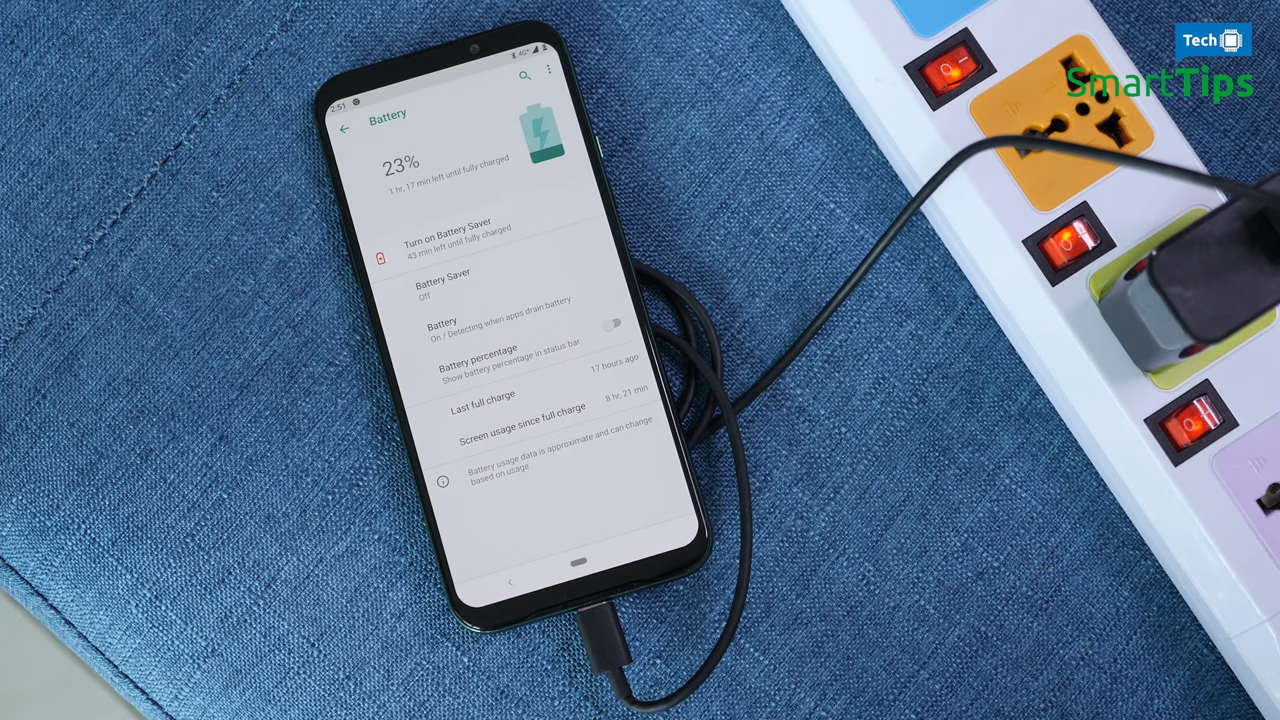 Tech
SmartTips
2:51
4G+
Battery
23%
1 hr, 17 min left until fully charged
Turn on Battery Saver
43 min left until fully charged
Battery Saver
Off
Battery
On / Detecting when apps drain battery
Battery percentage
Show battery percentage in status bar
Last full charge
17 hours ago
Screen usage since full charge
8 hr, 21 min
Battery usage data is approximate and can change
based on usage